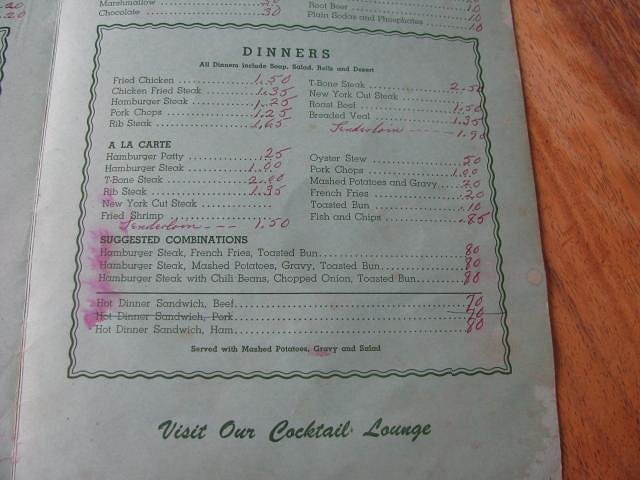 .20
.20
Marshmallow .50
Chocolate .30
Root Beer .10
Plain Sodas and Phosphates .10
DINNERS
All Dinners include Soup, Salad, Rolls and Desert
Fried Chicken 1.50
Chicken Fried Steak 1.35
Hamburger Steak 1.25
Pork Chops 1.25
Rib Steak 1.65
T-Bone Steak 2.50
New York Cut Steak
Roast Beef 1.50
Breaded Veal 1.35
Tenderloin 1.90
A LA CARTE
Hamburger Patty .25
Hamburger Steak 1.00
T-Bone Steak 2.00
Rib Steak 1.35
New York Cut Steak
Fried Shrimp
Tenderloin --- 1.50
Oyster Stew 50
Pork Chops 1.00
Mashed Potatoes and Gravy .20
French Fries .20
Toasted Bun .10
Fish and Chips .85
SUGGESTED COMBINATIONS
Hamburger Steak, French Fries, Toasted Bun 80
Hamburger Steak, Mashed Potatoes, Gravy, Toasted Bun 80
Hamburger Steak with Chili Beans, Chopped Onion, Toasted Bun 80
Hot Dinner Sandwich, Beef 70
Hot Dinner Sandwich, Pork 70
Hot Dinner Sandwich, Ham 80
Served with Mashed Potatoes, Gravy and Salad
Visit Our Cocktail Lounge